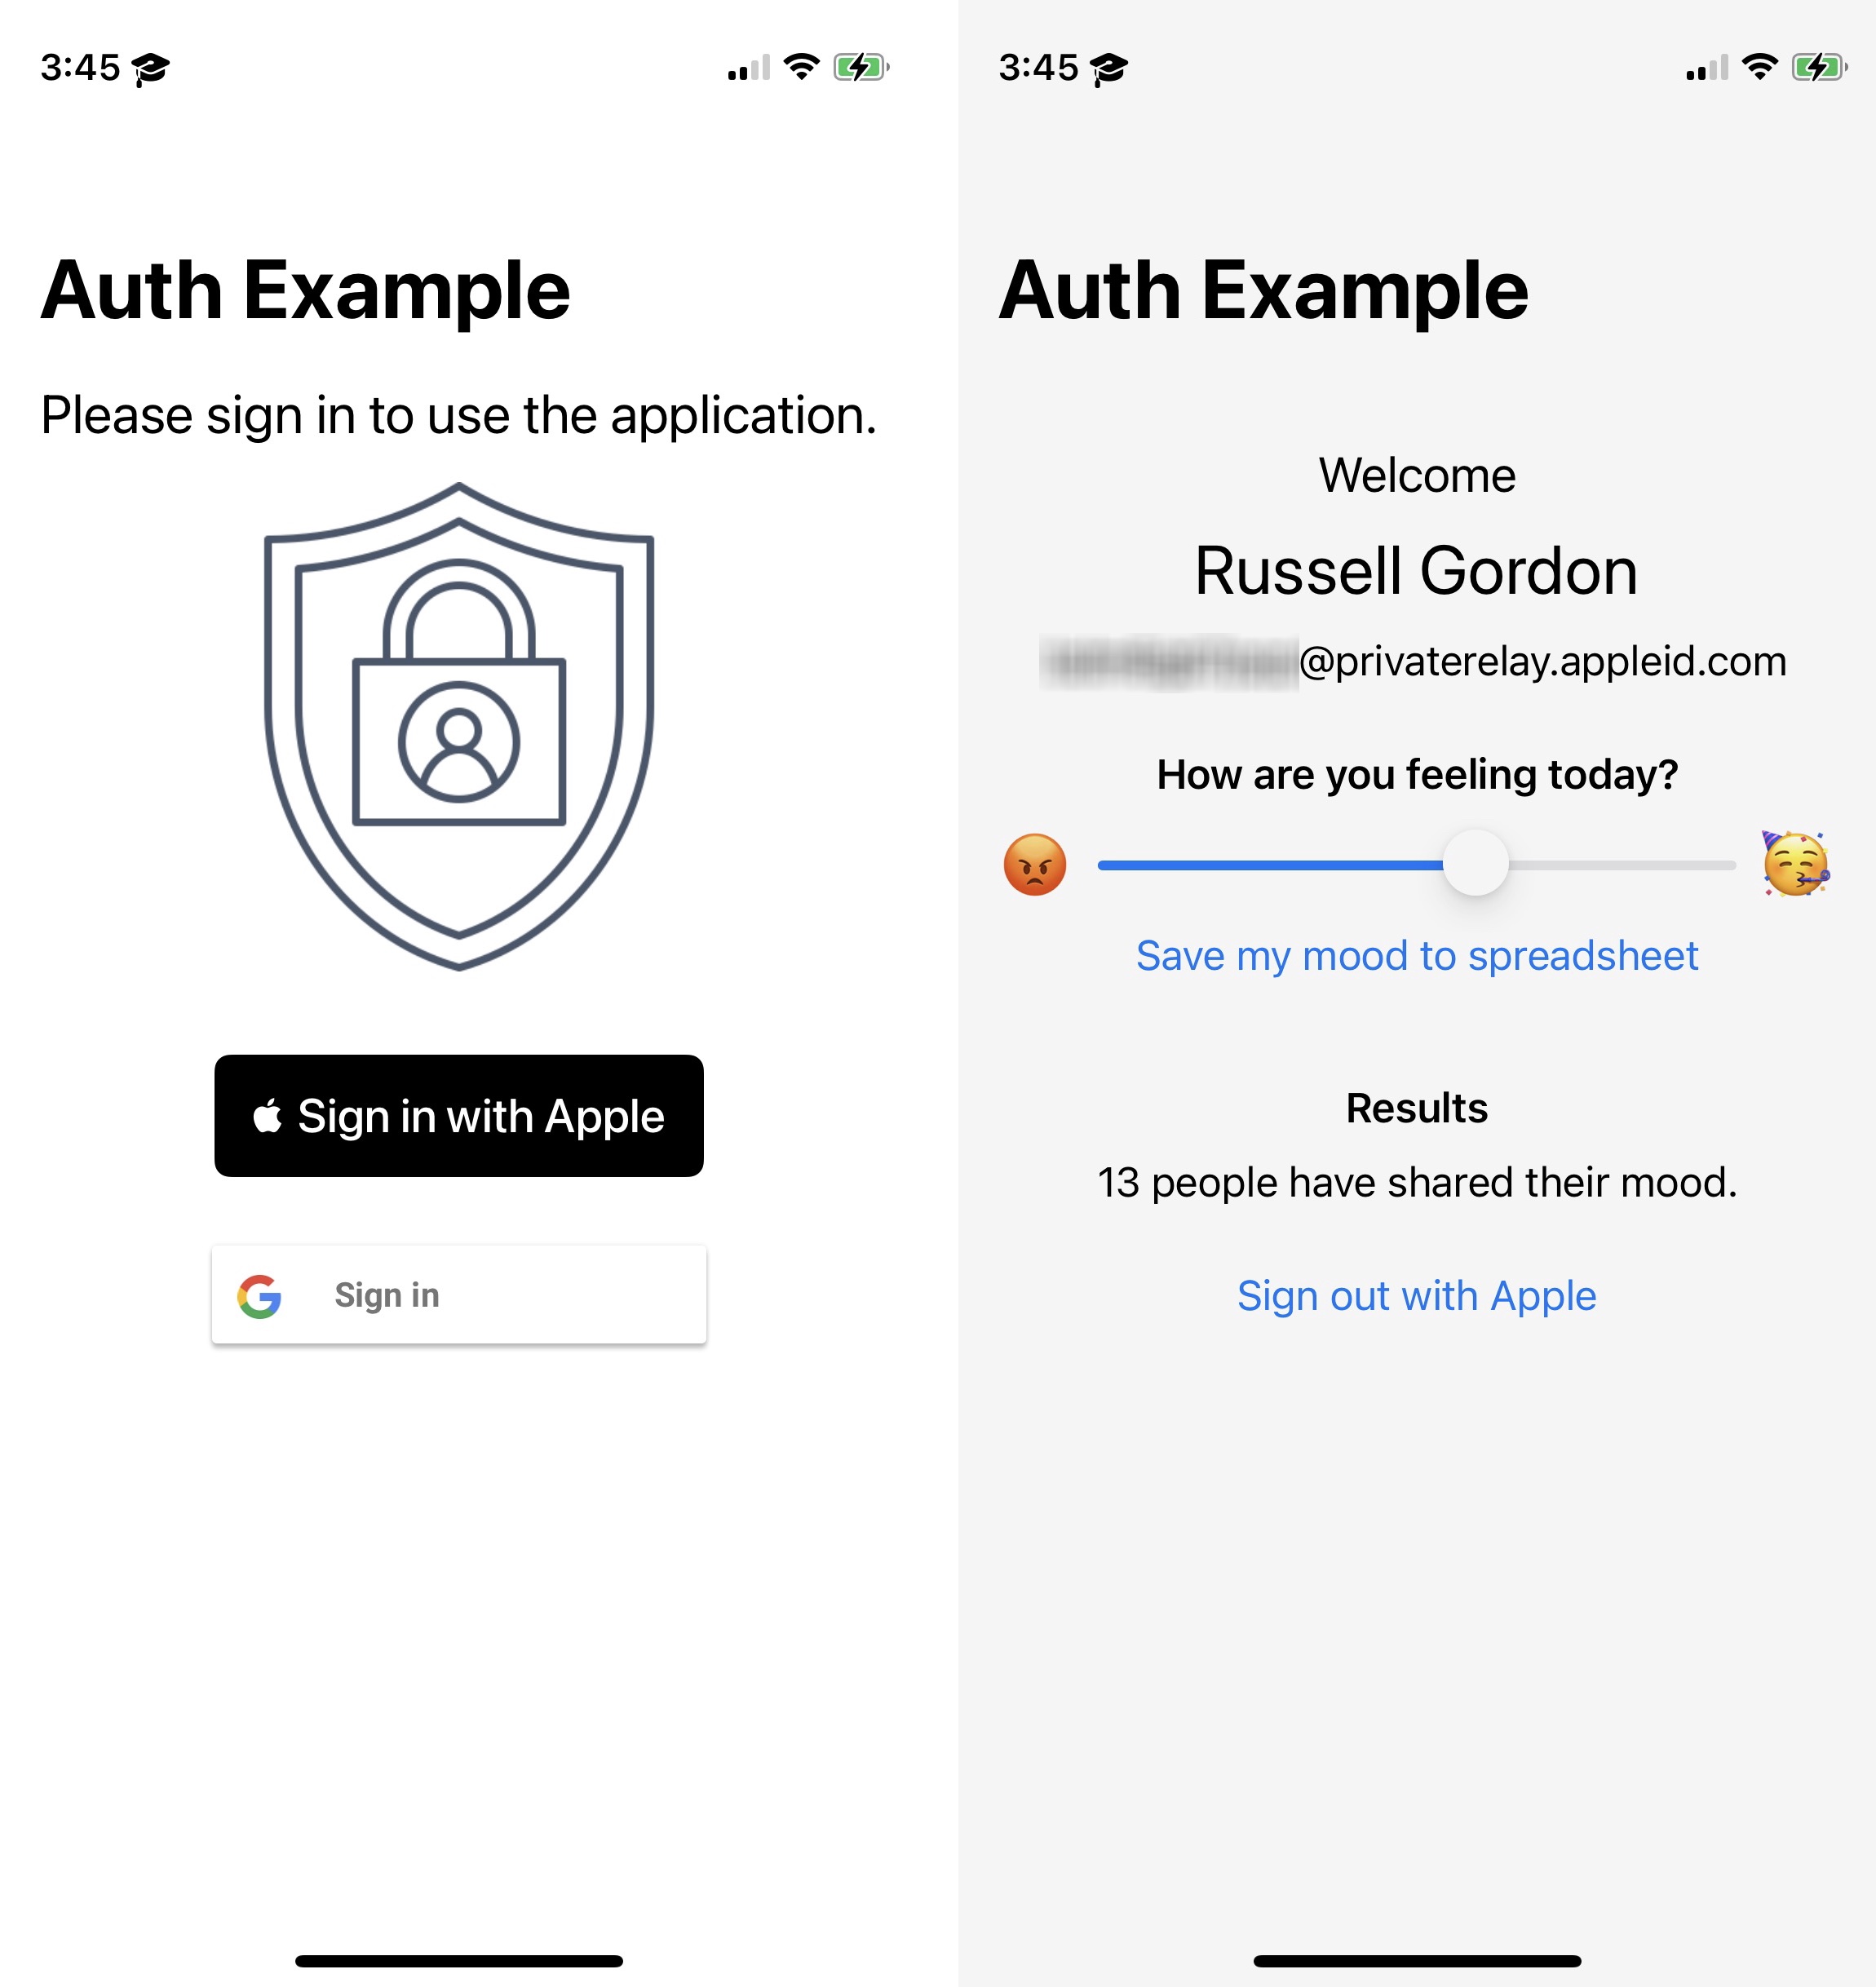 3:45
Auth Example
Please sign in to use the application.
Sign in with Apple
Sign in
3:45
Auth Example
Welcome
Russell Gordon
@privaterelay.appleid.com
How are you feeling today?
Save my mood to spreadsheet
Results
13 people have shared their mood.
Sign out with Apple